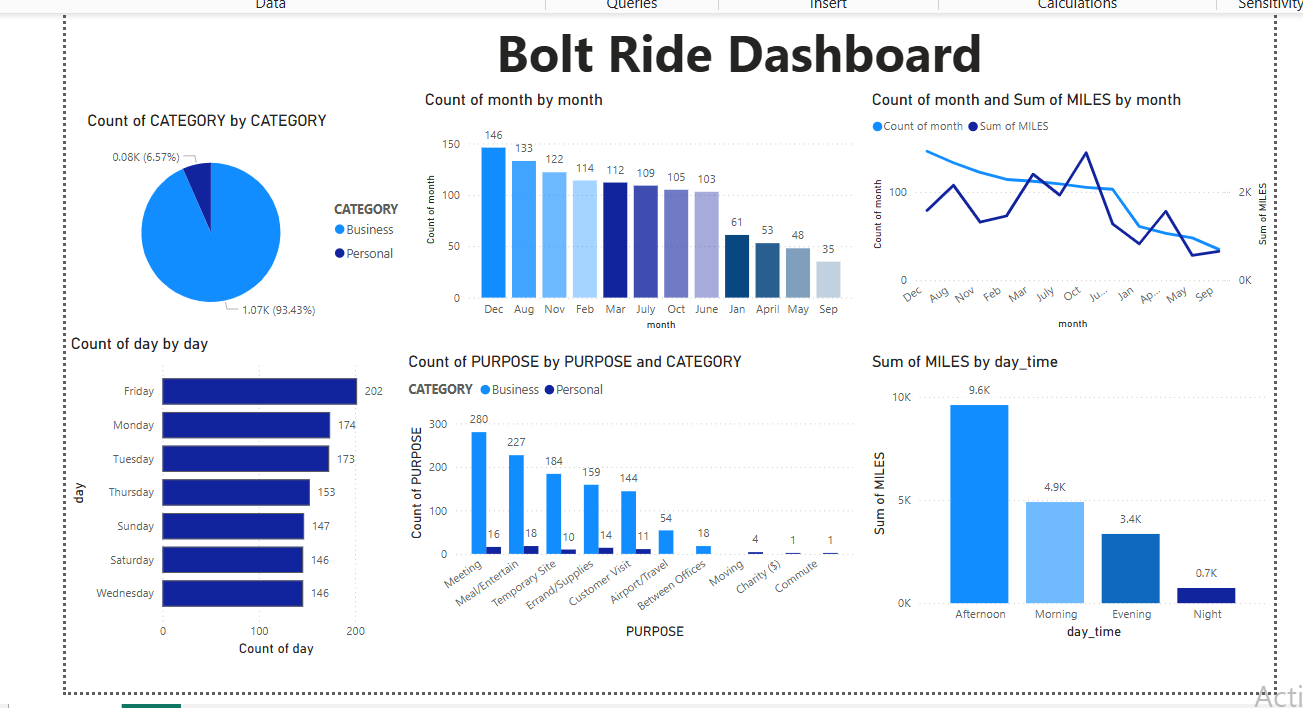 Data Queries Insert Calculations Sensitivity
Bolt Ride Dashboard
Count of CATEGORY by CATEGORY
0.08K (6.57%)
1.07K (93.43%)
CATEGORY
Business
Personal
Count of month by month
Count of month
150
100
50
0
146
133
122
114
112
109
105
103
61
53
48
35
Dec Aug Nov Feb Mar July Oct June Jan April May Sep
month
Count of month and Sum of MILES by month
Count of month Sum of MILES
Count of month
100
0
2K
0K
Sum of MILES
Dec Aug Nov Feb Mar July Oct Ju... Jan Ap... May Sep
month
Count of day by day
day
Friday 202
Monday 174
Tuesday 173
Thursday 153
Sunday 147
Saturday 146
Wednesday 146
0 100 200
Count of day
Count of PURPOSE by PURPOSE and CATEGORY
CATEGORY Business Personal
Count of PURPOSE
300
200
100
0
280
16
227
18
184
10
159
14
144
11
54
18
4
1
1
Meeting
Meal/Entertain
Temporary Site
Errand/Supplies
Customer Visit
Airport/Travel
Between Offices
Moving
Charity ($)
Commute
PURPOSE
Sum of MILES by day_time
Sum of MILES
10K
5K
0K
9.6K
4.9K
3.4K
0.7K
Afternoon Morning Evening Night
day_time
Acti